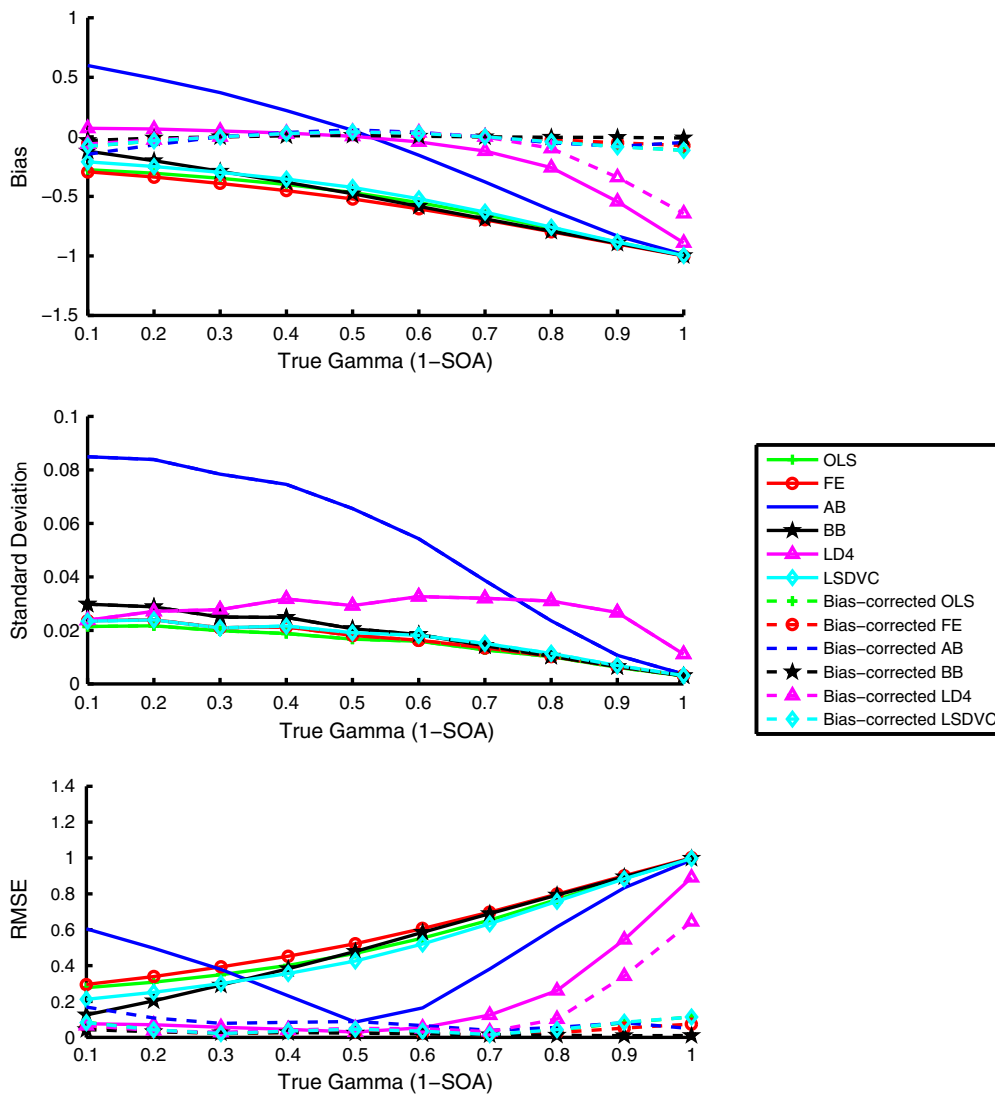 1
0.5
0
−0.5
−1
−1.5
Bias
0.1 0.2 0.3 0.4 0.5 0.6 0.7 0.8 0.9 1
True Gamma (1−SOA)
0.1
0.08
0.06
0.04
0.02
0
Standard Deviation
0.1 0.2 0.3 0.4 0.5 0.6 0.7 0.8 0.9 1
True Gamma (1−SOA)
OLS
FE
AB
BB
LD4
LSDVC
Bias−corrected OLS
Bias−corrected FE
Bias−corrected AB
Bias−corrected BB
Bias−corrected LD4
Bias−corrected LSDVC
1.4
1.2
1
0.8
0.6
0.4
0.2
0
RMSE
0.1 0.2 0.3 0.4 0.5 0.6 0.7 0.8 0.9 1
True Gamma (1−SOA)